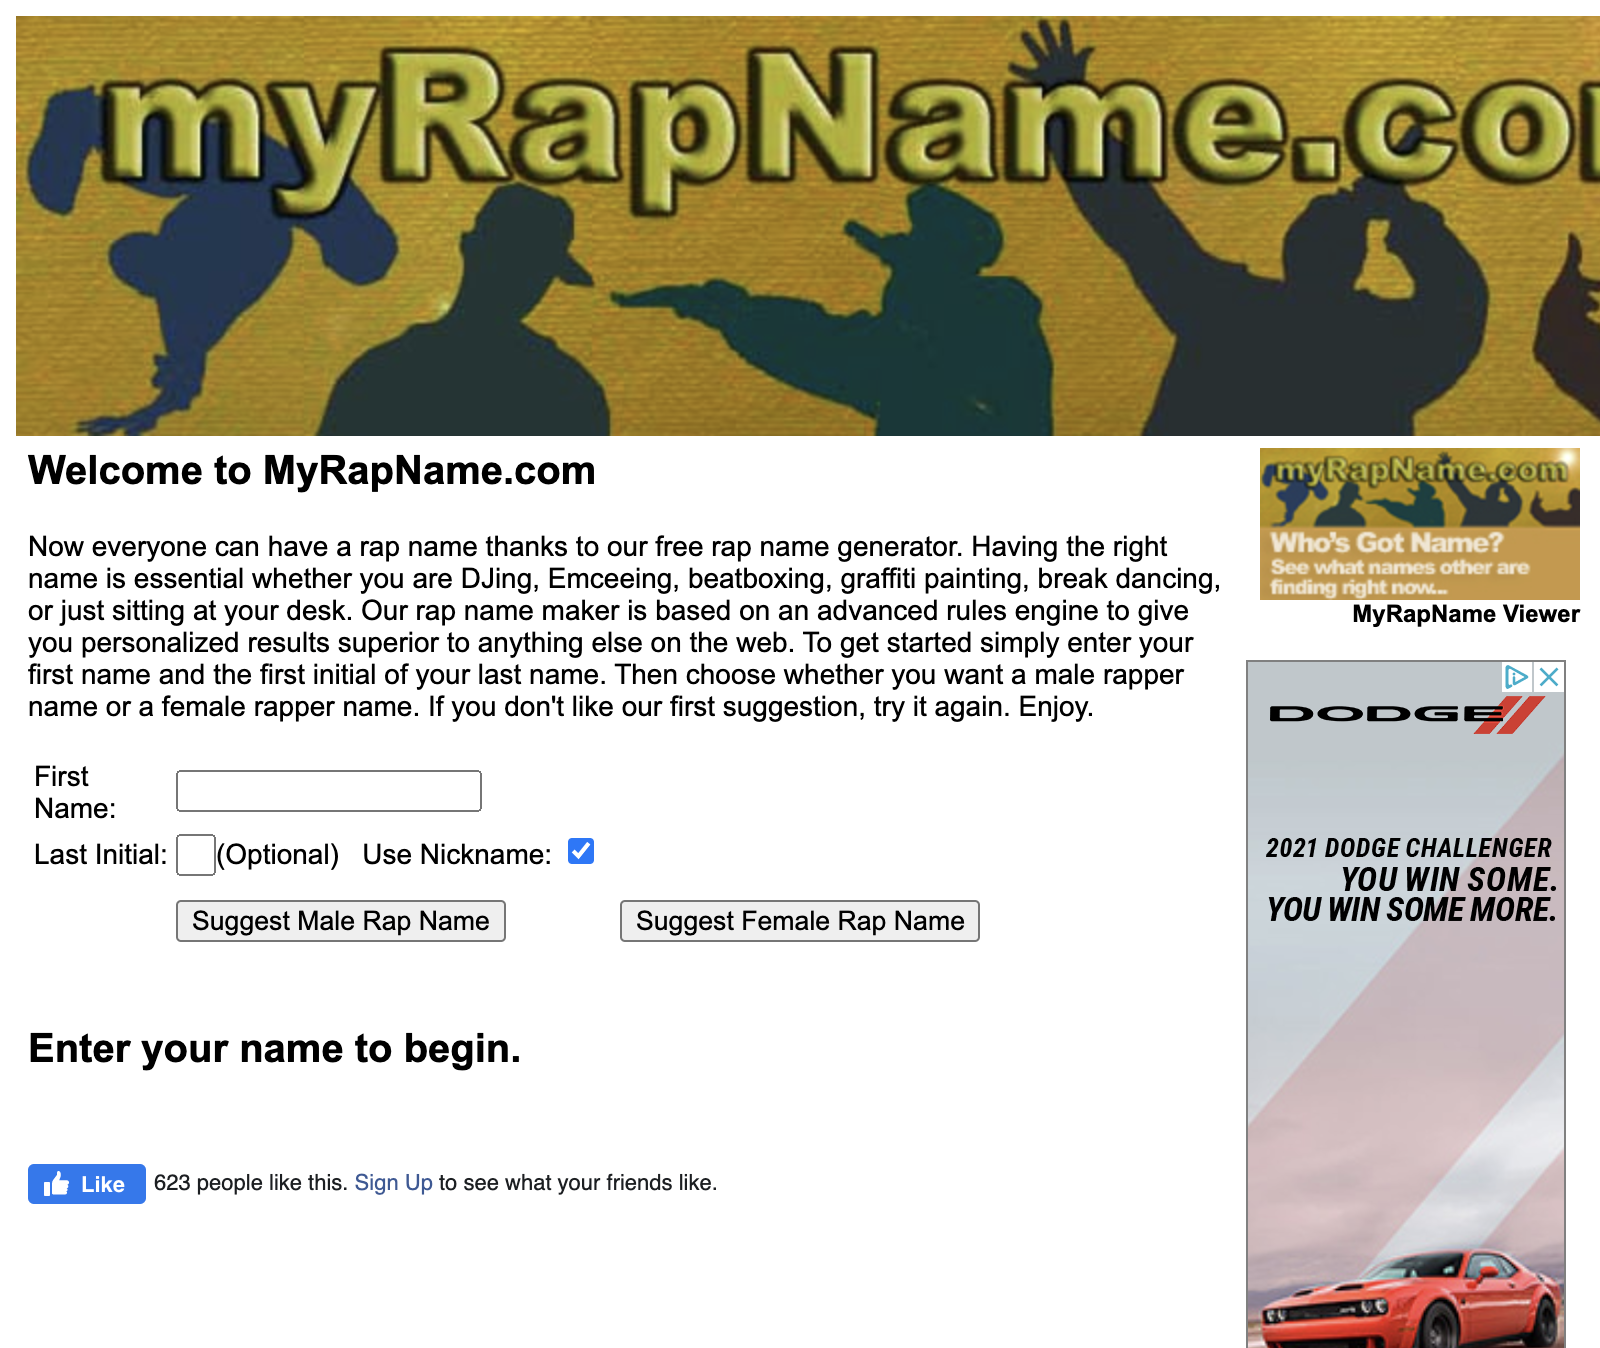 myRapName.co
Welcome to MyRapName.com
Now everyone can have a rap name thanks to our free rap name generator. Having the right
name is essential whether you are DJing, Emceeing, beatboxing, graffiti painting, break dancing,
or just sitting at your desk. Our rap name maker is based on an advanced rules engine to give
you personalized results superior to anything else on the web. To get started simply enter your
first name and the first initial of your last name. Then choose whether you want a male rapper
name or a female rapper name. If you don't like our first suggestion, try it again. Enjoy.
First
Name:
Last Initial: (Optional) Use Nickname:
Suggest Male Rap Name Suggest Female Rap Name
Enter your name to begin.
Like 623 people like this. Sign Up to see what your friends like.
myRapName.com
Who's Got Name?
See what names other are
finding right now...
MyRapName Viewer
DODGE
2021 DODGE CHALLENGER
YOU WIN SOME.
YOU WIN SOME MORE.